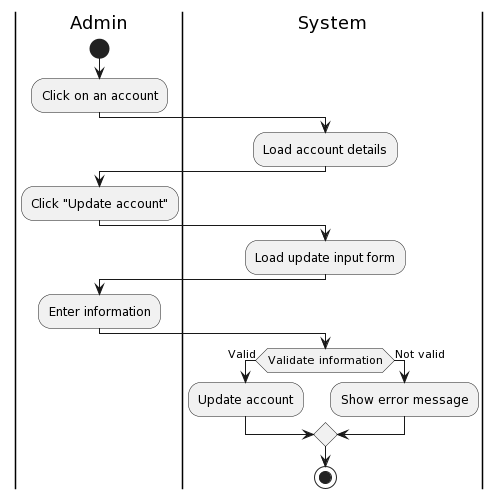 Admin
System
Click on an account
Load account details
Click "Update account"
Load update input form
Enter information
Valid
Validate information
Not valid
Update account
Show error message